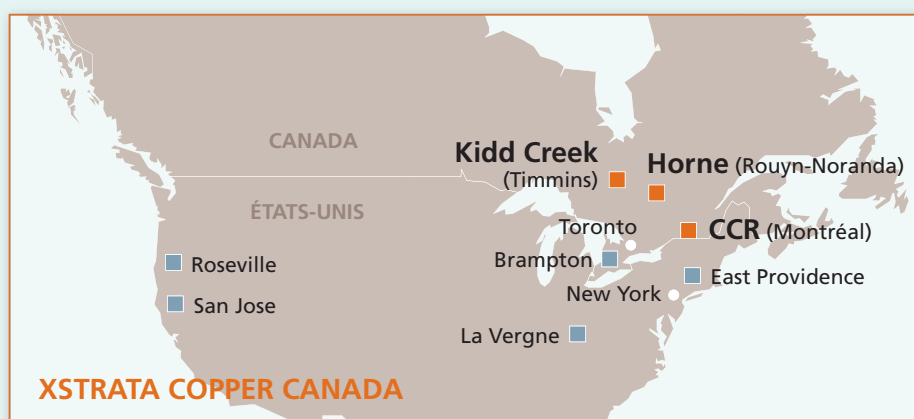 CANADA
Kidd Creek
(Timmins)
Horne (Rouyn-Noranda)
ÉTATS-UNIS
Toronto
CCR (Montréal)
Roseville
Brampton
East Providence
San Jose
New York
La Vergne
XSTRATA COPPER CANADA